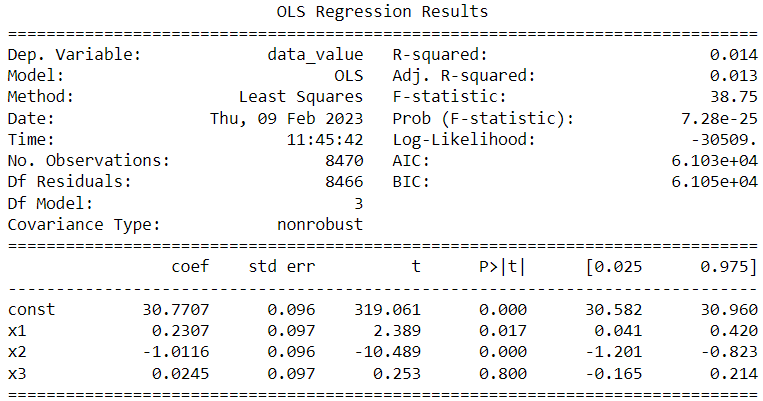 OLS Regression Results
==============================================================================
Dep. Variable: data_value R-squared: 0.014
Model: OLS Adj. R-squared: 0.013
Method: Least Squares F-statistic: 38.75
Date: Thu, 09 Feb 2023 Prob (F-statistic): 7.28e-25
Time: 11:45:42 Log-Likelihood: -30509.
No. Observations: 8470 AIC: 6.103e+04
Df Residuals: 8466 BIC: 6.105e+04
Df Model: 3
Covariance Type: nonrobust
==============================================================================
coef std err t P>|t| [0.025 0.975]
------------------------------------------------------------------------------
const 30.7707 0.096 319.061 0.000 30.582 30.960
x1 0.2307 0.097 2.389 0.017 0.041 0.420
x2 -1.0116 0.096 -10.489 0.000 -1.201 -0.823
x3 0.0245 0.097 0.253 0.800 -0.165 0.214
==============================================================================